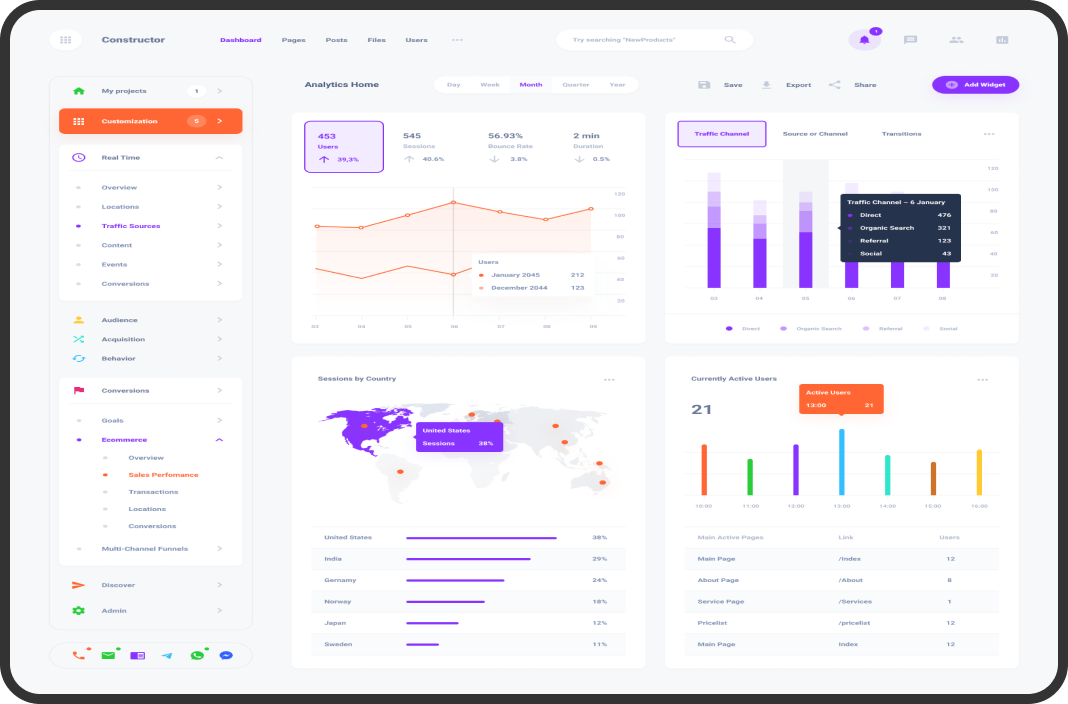 Constructor
Dashboard Pages Posts Files Users
Try searching "NewProducts"
1
My projects 1
Customization 5
Real Time
Overview
Locations
Traffic Sources
Content
Events
Conversions
Audience
Acquisition
Behavior
Conversions
Goals
Ecommerce
Overview
Sales Perfomance
Transactions
Locations
Conversions
Multi-Channel Funnels
Discover
Admin
Analytics Home
Day Week Month Quarter Year
Save Export Share
Add Widget
453 545 56.93% 2 min
Users Sessions Bounce Rate Duration
39,3% 40.6% 3.8% 0.5%
120
100
80
60
40
20
Users
January 2045 212
December 2044 123
03 04 05 06 07 08 09
Traffic Channel Source or Channel Transitions
120
100
80
60
40
20
Traffic Channel – 6 January
Direct 476
Organic Search 321
Referral 123
Social 43
03 04 05 06 07 08
Direct Organic Search Referral Social
Sessions by Country
United States
Sessions 38%
United States 38%
India 29%
Gernamy 24%
Norway 18%
Japan 12%
Sweden 11%
Currently Active Users
21
Active Users
13:00 21
10:00 11:00 12:00 13:00 14:00 15:00 16:00
Main Active Pages Link Users
Main Page /Index 12
About Page /About 8
Service Page /Services 1
Pricelist /pricelist 12
Main Page Index 12